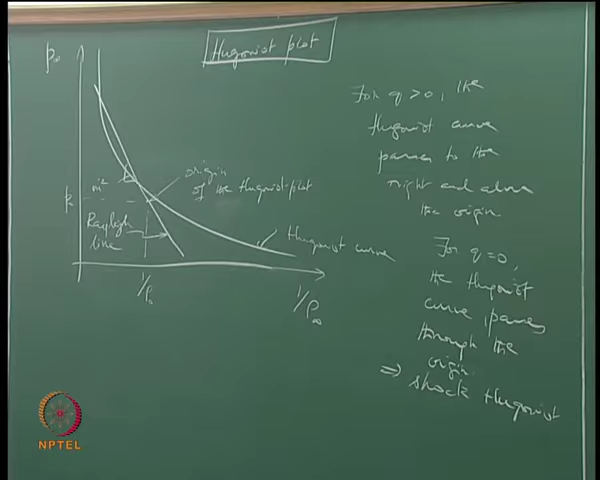 Hugoniot plot
p∞
For q > 0, the
Hugoniot curve
passes to the
right and above
the origin
origin
of the Hugoniot plot
ṁ²
p₀
Rayleigh
line
Hugoniot curve
1/ρ₀
1/ρ∞
For q = 0,
the Hugoniot
curve passes
through the
origin
⇒ shock Hugoniot
NPTEL